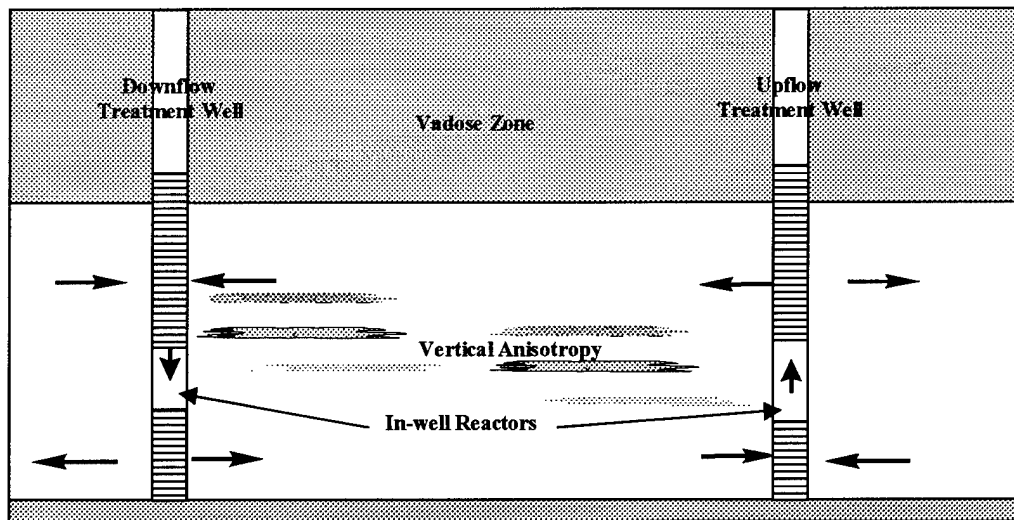 Downflow
Treatment Well
Vadose Zone
Upflow
Treatment Well
Vertical Anisotropy
In-well Reactors